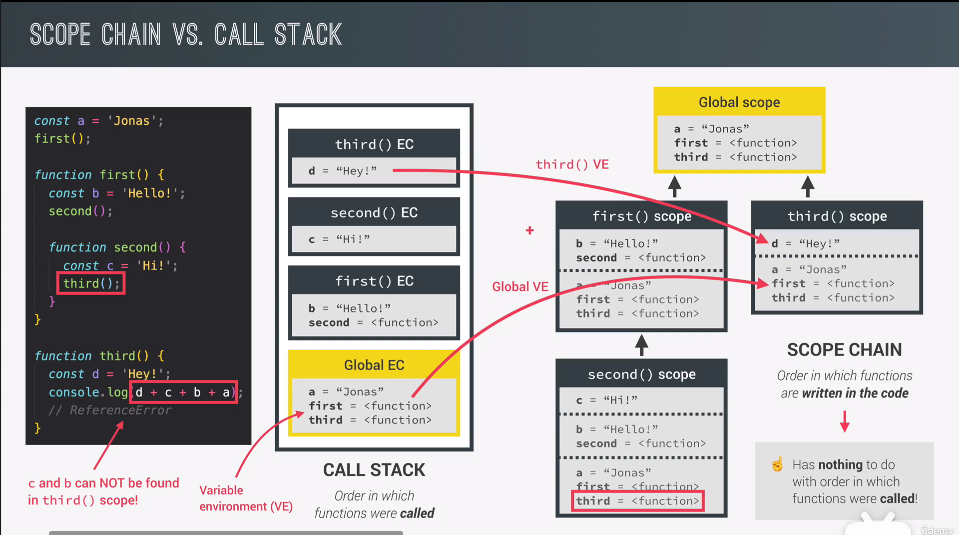 SCOPE CHAIN VS. CALL STACK
const a = 'Jonas';
first();
function first() {
const b = 'Hello!';
second();
function second() {
const c = 'Hi!';
third();
}
}
function third() {
const d = 'Hey!';
console.log(d + c + b + a);
// ReferenceError
}
c and b can NOT be found
in third() scope!
third() EC
d = “Hey!”
second() EC
c = “Hi!”
first() EC
b = “Hello!”
second = <function>
Global EC
a = “Jonas”
first = <function>
third = <function>
Variable
environment (VE)
CALL STACK
Order in which
functions were called
third() VE
+
Global VE
Global scope
a = “Jonas”
first = <function>
third = <function>
first() scope
b = “Hello!”
second = <function>
a = “Jonas”
first = <function>
third = <function>
second() scope
c = “Hi!”
b = “Hello!”
second = <function>
a = “Jonas”
first = <function>
third = <function>
third() scope
d = “Hey!”
a = “Jonas”
first = <function>
third = <function>
SCOPE CHAIN
Order in which functions
are written in the code
☝ Has nothing to do
with order in which
functions were called!
ûdemy